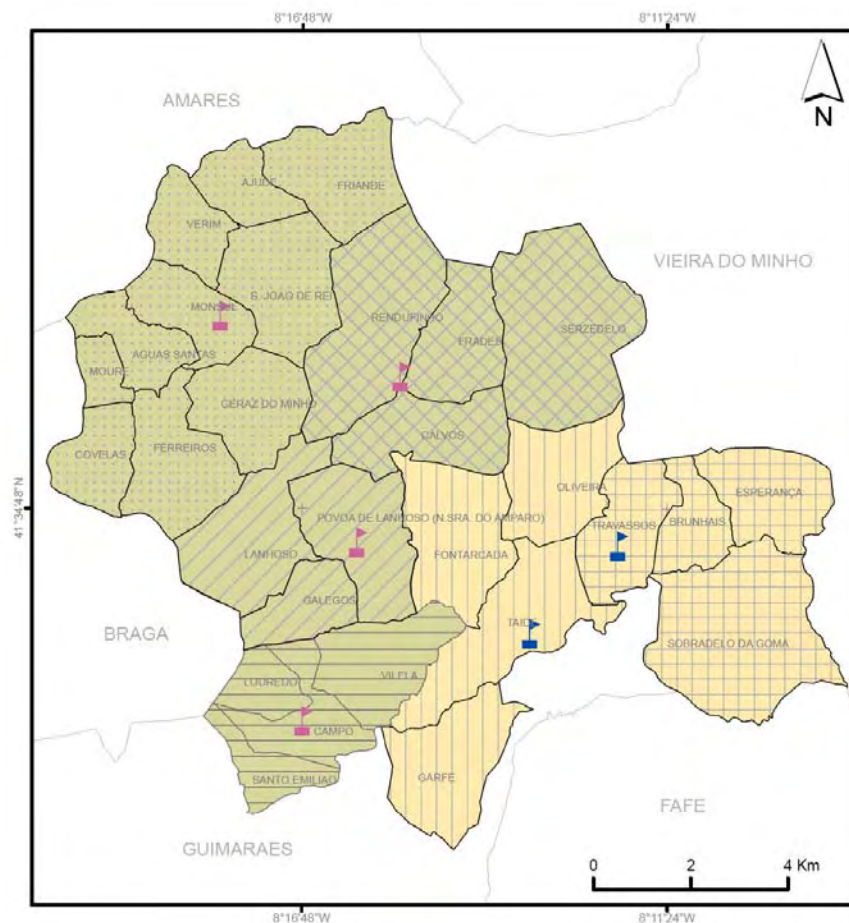 8°16'48"W
8°11'24"W
AMARES
N
AJUDE
FRIANDE
VERIM
VIEIRA DO MINHO
S. JOAO DE REI
MONSUL
RENDUFINHO
FRADES
SERZEDELO
AGUAS SANTAS
MOURE
GERAZ DO MINHO
CALVOS
COVELAS
FERREIROS
OLIVEIRA
ESPERANÇA
41°34'48"N
POVOA DE LANHOSO (N.SRA. DO AMPARO)
TRAVASSOS
BRUNHAIS
LANHOSO
FONTARCADA
GALEGOS
TAIDE
BRAGA
SOBRADELO DA GOMA
LOUREDO
VILELA
CAMPO
SANTO EMILIAO
GARFE
FAFE
GUIMARAES
0 2 4 Km
8°16'48"W
8°11'24"W